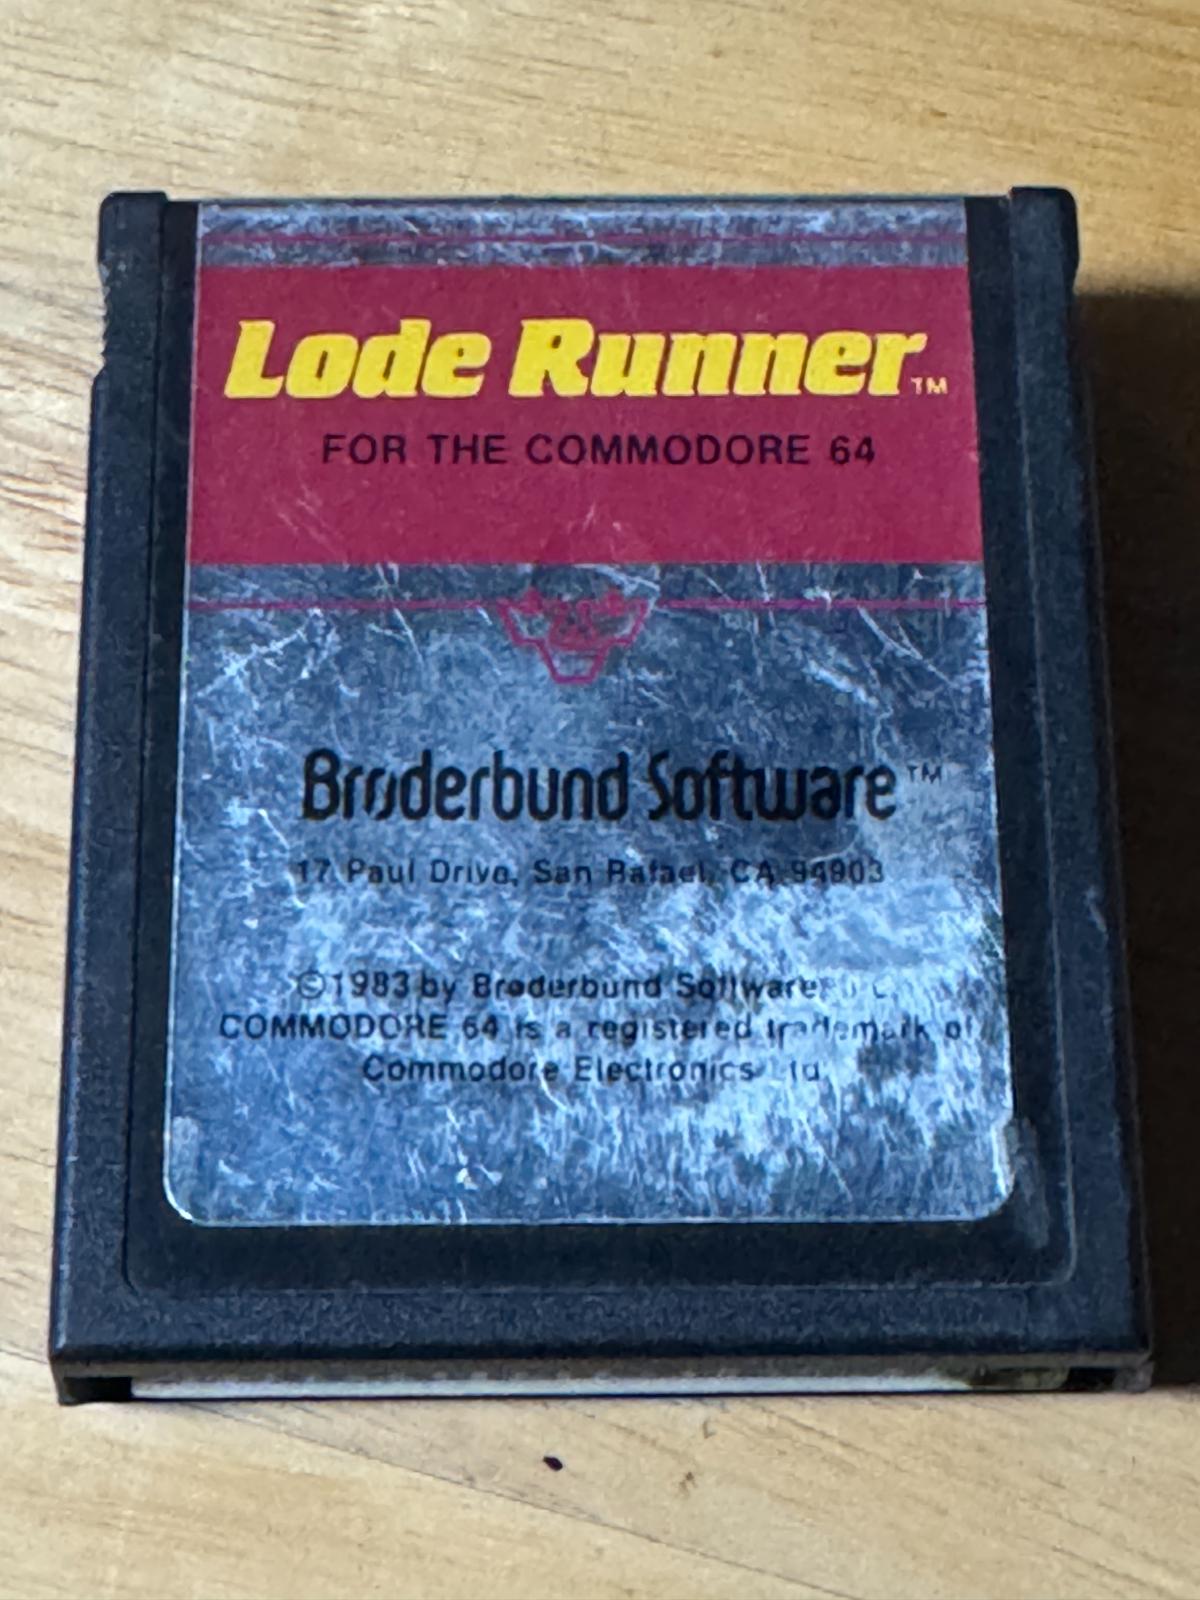 Lode Runner™
FOR THE COMMODORE 64
Brøderbund Software™
17 Paul Drive, San Rafael, CA 94903
©1983 by Brøderbund Software,
COMMODORE 64 is a registered trademark of
Commodore Electronics Ltd.